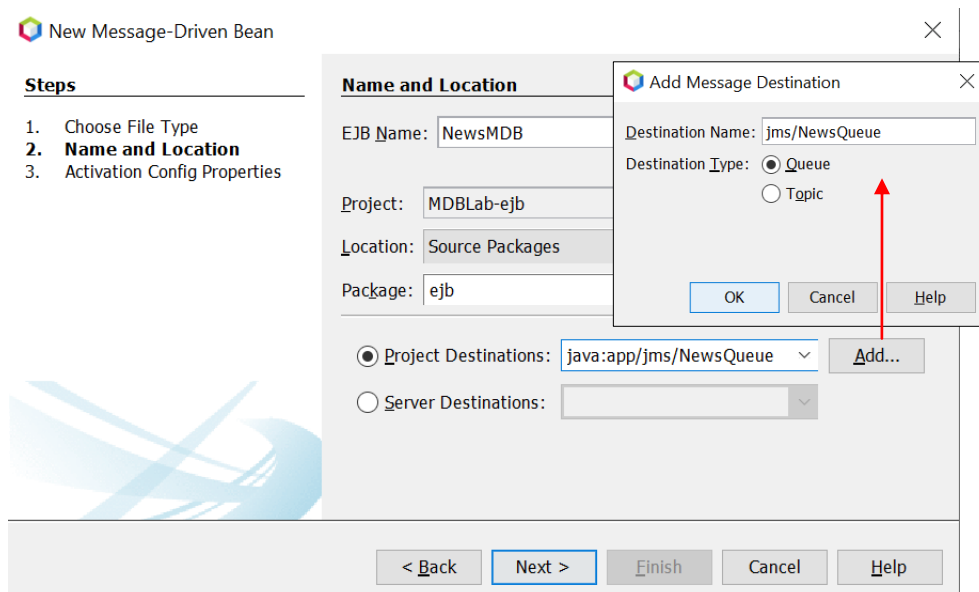 New Message-Driven Bean
Steps
1. Choose File Type
2. Name and Location
3. Activation Config Properties
Name and Location
EJB Name: NewsMDB
Project: MDBLab-ejb
Location: Source Packages
Package: ejb
Project Destinations: java:app/jms/NewsQueue Add...
Server Destinations:
Add Message Destination
Destination Name: jms/NewsQueue
Destination Type: Queue
Topic
OK Cancel Help
< Back Next > Finish Cancel Help